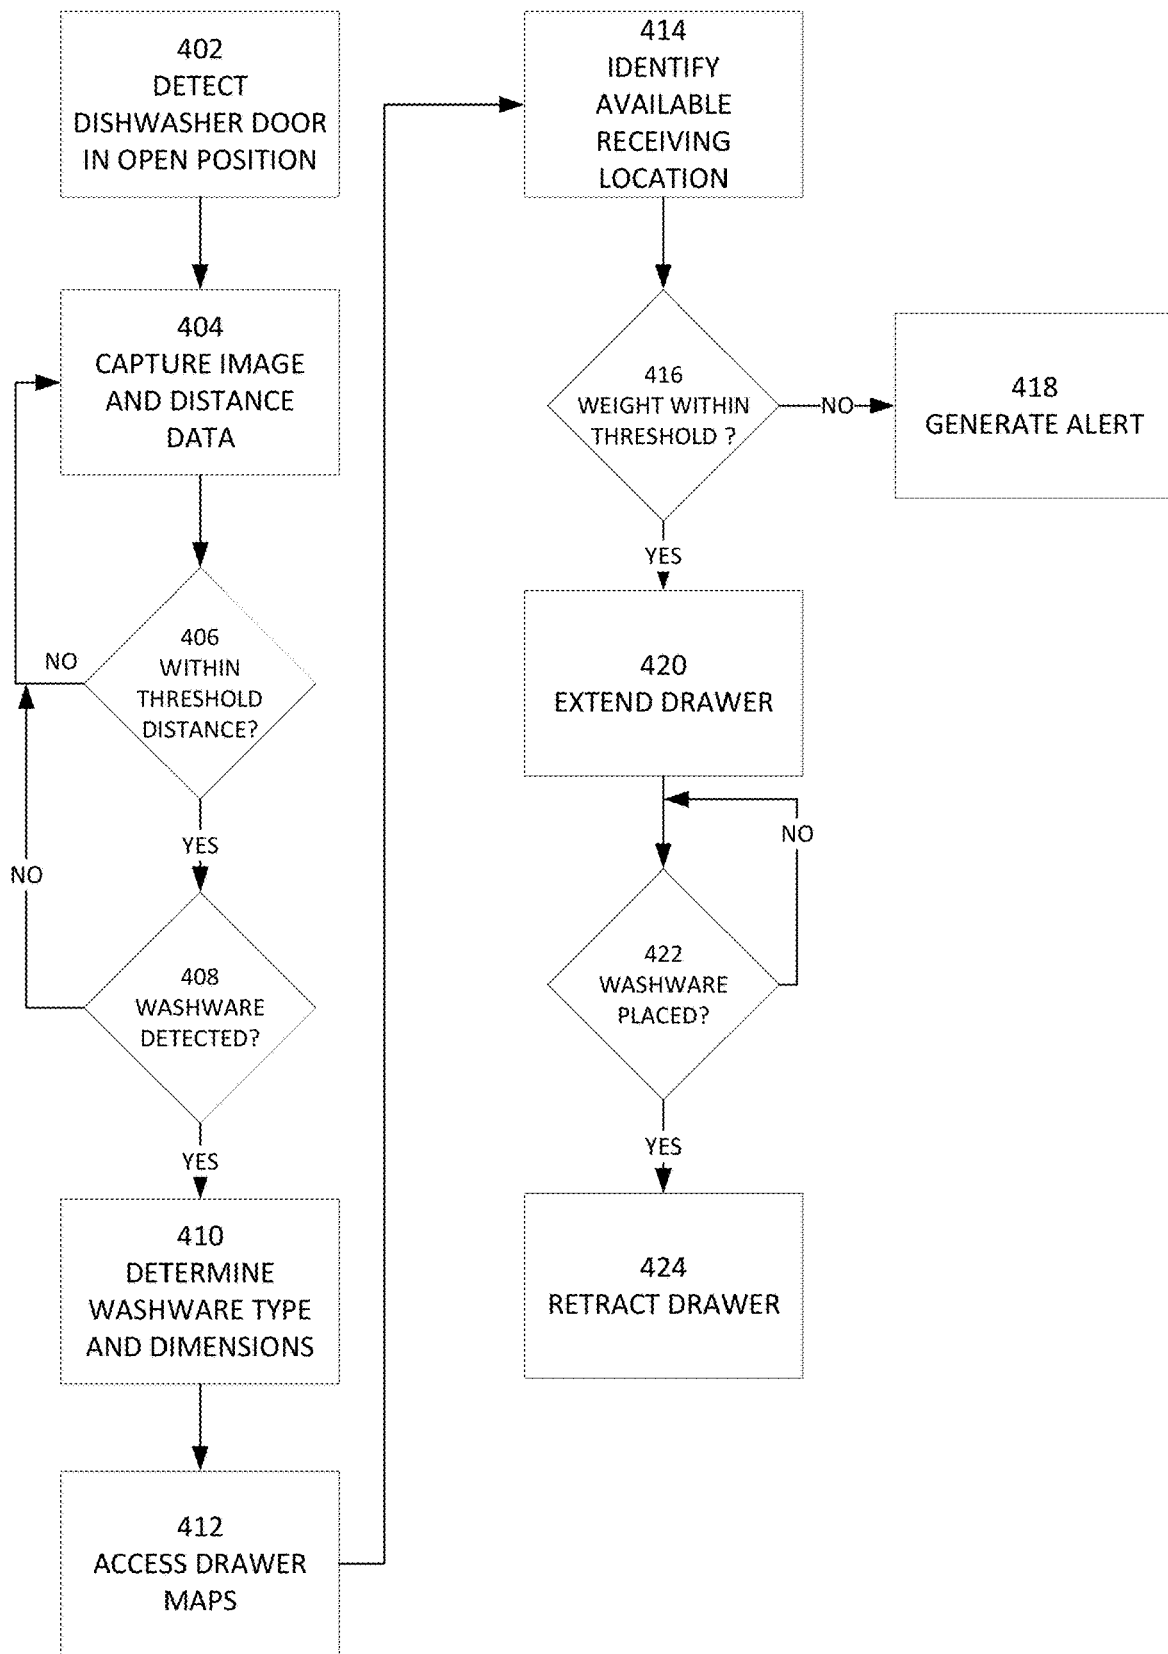 402
DETECT
DISHWASHER DOOR
IN OPEN POSITION
404
CAPTURE IMAGE
AND DISTANCE
DATA
406
WITHIN
THRESHOLD
DISTANCE?
NO
YES
NO
408
WASHWARE
DETECTED?
YES
410
DETERMINE
WASHWARE TYPE
AND DIMENSIONS
412
ACCESS DRAWER
MAPS
414
IDENTIFY
AVAILABLE
RECEIVING
LOCATION
416
WEIGHT WITHIN
THRESHOLD ?
NO
418
GENERATE ALERT
YES
420
EXTEND DRAWER
NO
422
WASHWARE
PLACED?
YES
424
RETRACT DRAWER